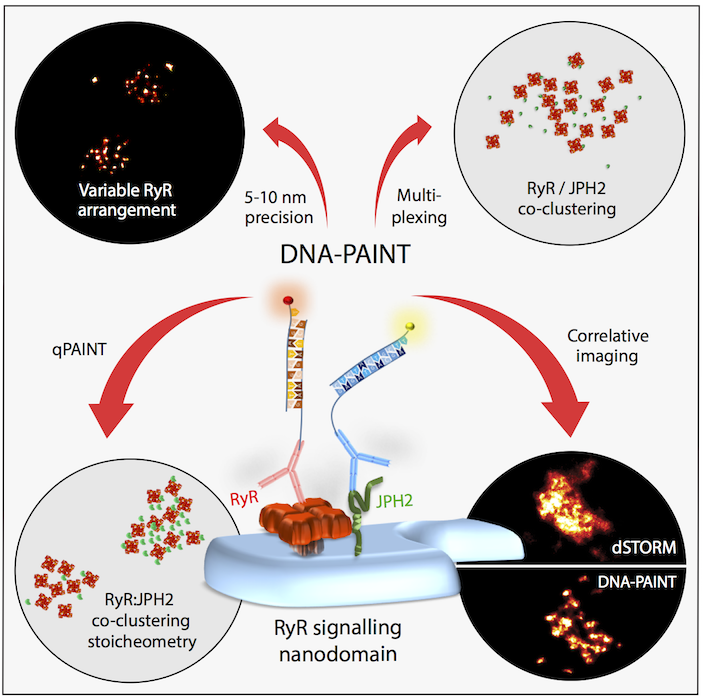 Variable RyR
arrangement
5-10 nm
precision
Multi-
plexing
RyR / JPH2
co-clustering
DNA-PAINT
qPAINT
Correlative
imaging
RyR
JPH2
dSTORM
DNA-PAINT
RyR:JPH2
co-clustering
stoicheometry
RyR signalling
nanodomain